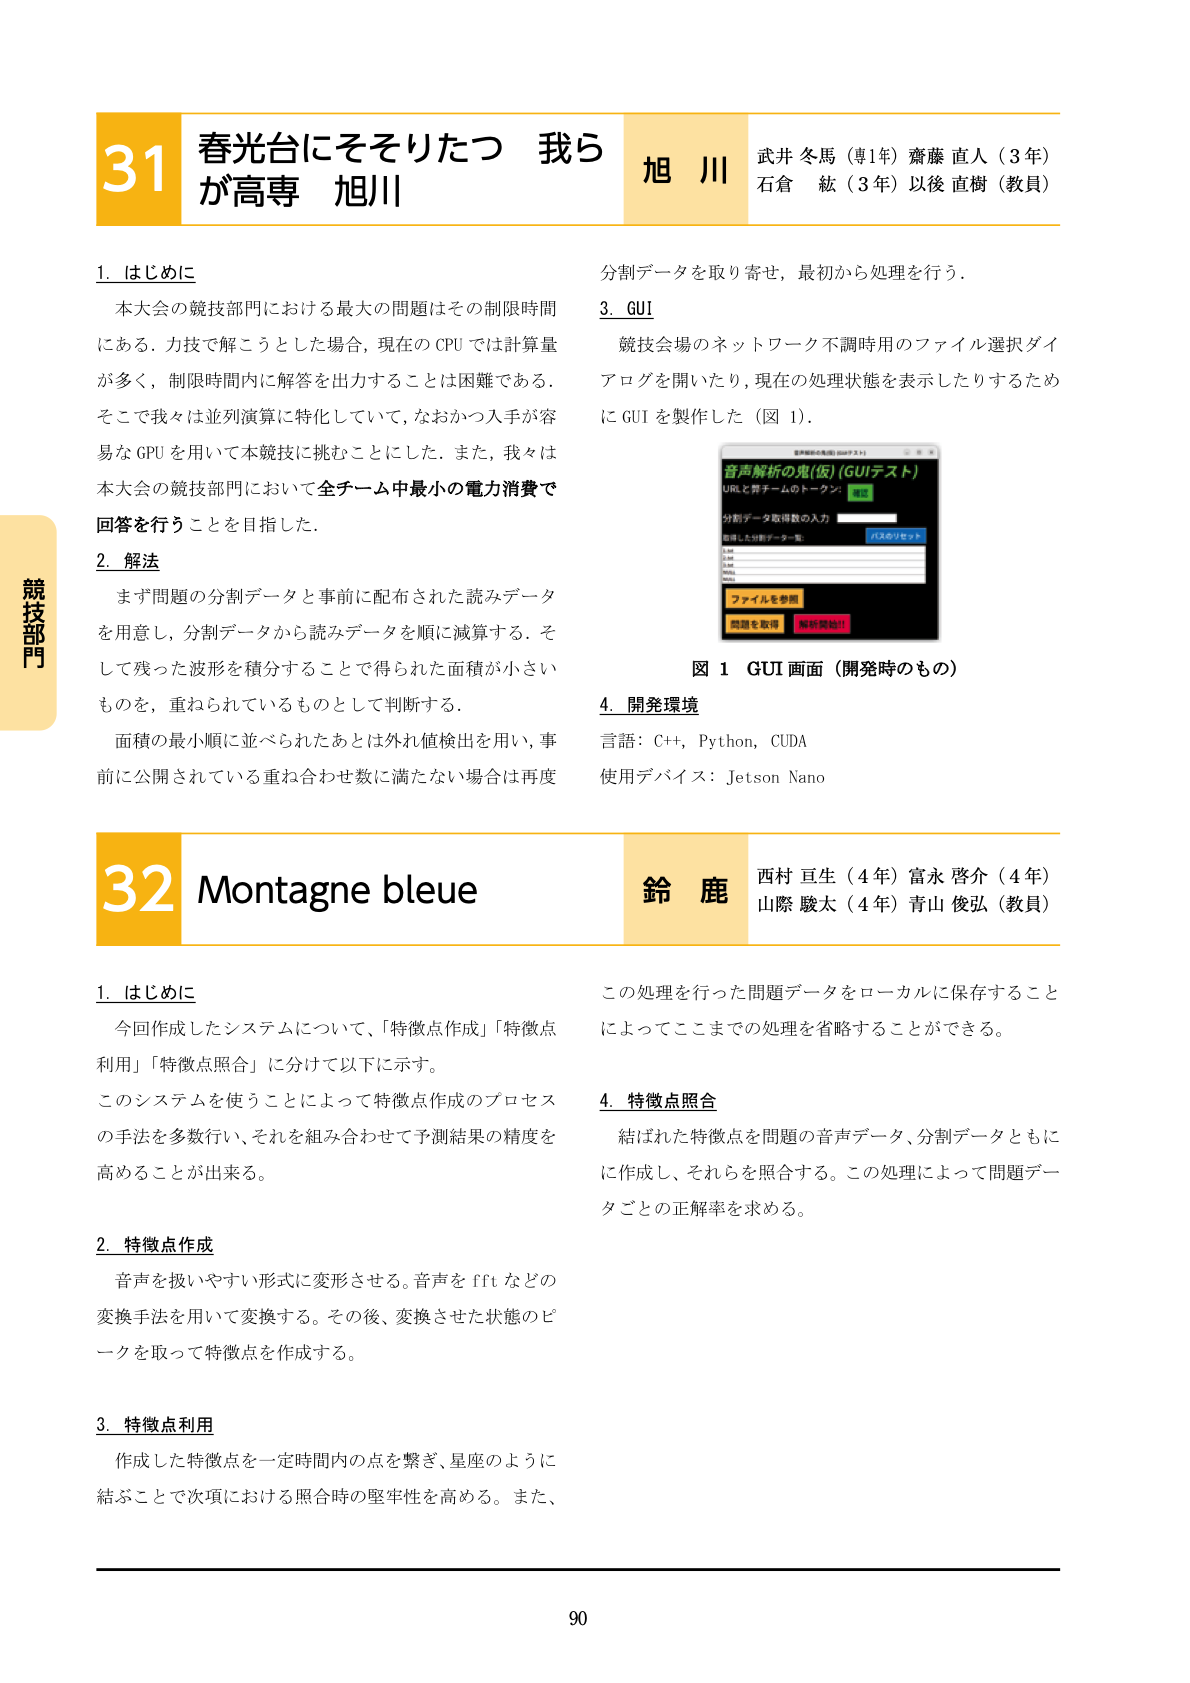 31
春光台にそそりたつ　我ら
が高専　旭川
旭　川
武井 冬馬（専1年）齋藤 直人（３年）
石倉　 紘（３年）以後 直樹（教員）
1. はじめに
本大会の競技部門における最大の問題はその制限時間
にある．力技で解こうとした場合，現在の CPU では計算量
が多く，制限時間内に解答を出力することは困難である．
そこで我々は並列演算に特化していて，なおかつ入手が容
易な GPU を用いて本競技に挑むことにした．また，我々は
本大会の競技部門において全チーム中最小の電力消費で
回答を行うことを目指した．
2. 解法
まず問題の分割データと事前に配布された読みデータ
を用意し，分割データから読みデータを順に減算する．そ
して残った波形を積分することで得られた面積が小さい
ものを，重ねられているものとして判断する．
面積の最小順に並べられたあとは外れ値検出を用い，事
前に公開されている重ね合わせ数に満たない場合は再度
分割データを取り寄せ，最初から処理を行う．
3. GUI
競技会場のネットワーク不調時用のファイル選択ダイ
アログを開いたり，現在の処理状態を表示したりするため
に GUI を製作した（図 1）．
音声解析の鬼(仮) (GUIテスト)
音声解析の鬼(仮) (GUIテスト)
URLと弊チームのトークン: 確認
分割データ取得数の入力
取得した分割データ一覧: パスのリセット
1.txt
2.txt
3.txt
NULL
NULL
ファイルを参照
問題を取得 解析開始!!
図 1　GUI 画面（開発時のもの）
4. 開発環境
言語：C++，Python，CUDA
使用デバイス：Jetson Nano
競技部門
32
Montagne bleue
鈴　鹿
西村 亘生（４年）富永 啓介（４年）
山際 駿太（４年）青山 俊弘（教員）
1. はじめに
今回作成したシステムについて、「特徴点作成」「特徴点
利用」「特徴点照合」に分けて以下に示す。
このシステムを使うことによって特徴点作成のプロセス
の手法を多数行い、それを組み合わせて予測結果の精度を
高めることが出来る。
2. 特徴点作成
音声を扱いやすい形式に変形させる。音声を fft などの
変換手法を用いて変換する。その後、変換させた状態のピ
ークを取って特徴点を作成する。
3. 特徴点利用
作成した特徴点を一定時間内の点を繋ぎ、星座のように
結ぶことで次項における照合時の堅牢性を高める。また、
この処理を行った問題データをローカルに保存すること
によってここまでの処理を省略することができる。
4. 特徴点照合
結ばれた特徴点を問題の音声データ、分割データともに
に作成し、それらを照合する。この処理によって問題デー
タごとの正解率を求める。
90